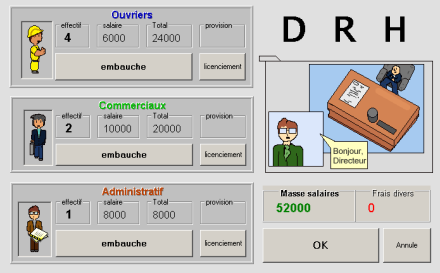 Ouvriers
effectif salaire Total provision
4 6000 24000
embauche licenciement
Commerciaux
effectif salaire Total provision
2 10000 20000
embauche licenciement
Administratif
effectif salaire Total provision
1 8000 8000
embauche licenciement
D R H
Bonjour,
Directeur
Masse salaires Frais divers
52000 0
OK Annule